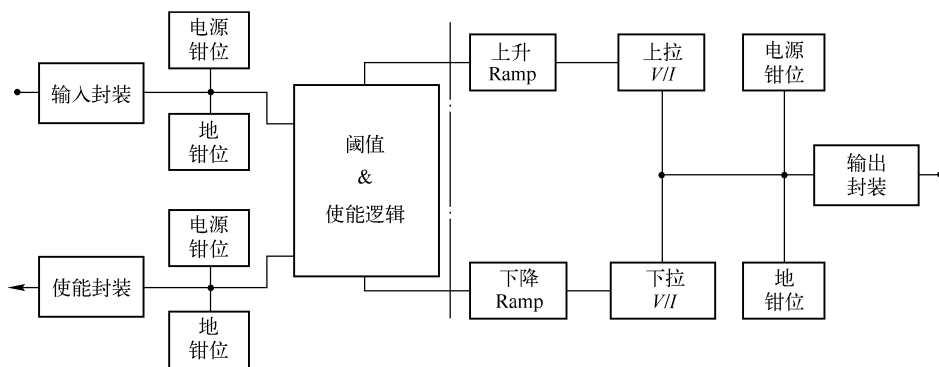 电源
钳位
输入封装
地
钳位
电源
钳位
使能封装
地
钳位
阈值
&
使能逻辑
上升
Ramp
上拉
V/I
电源
钳位
输出
封装
下降
Ramp
下拉
V/I
地
钳位